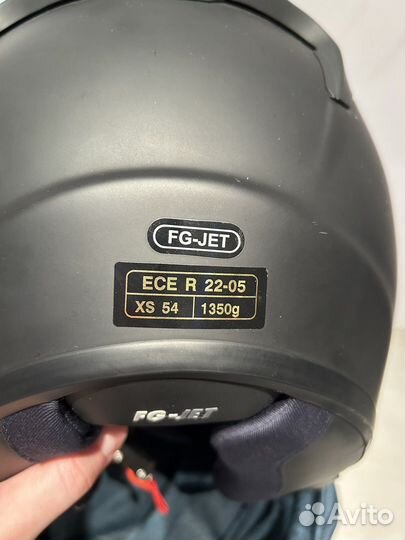 FG-JET
ECE R 22-05
XS 54 1350g
FG-JET
Avito